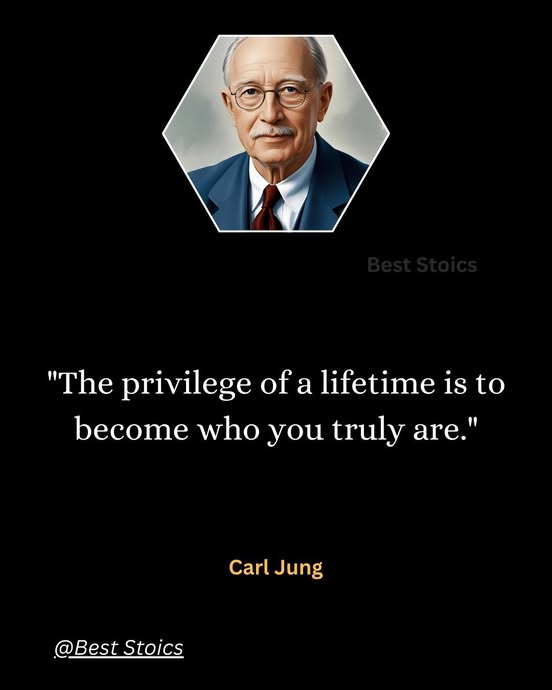 Best Stoics
"The privilege of a lifetime is to
become who you truly are."
Carl Jung
@Best Stoics